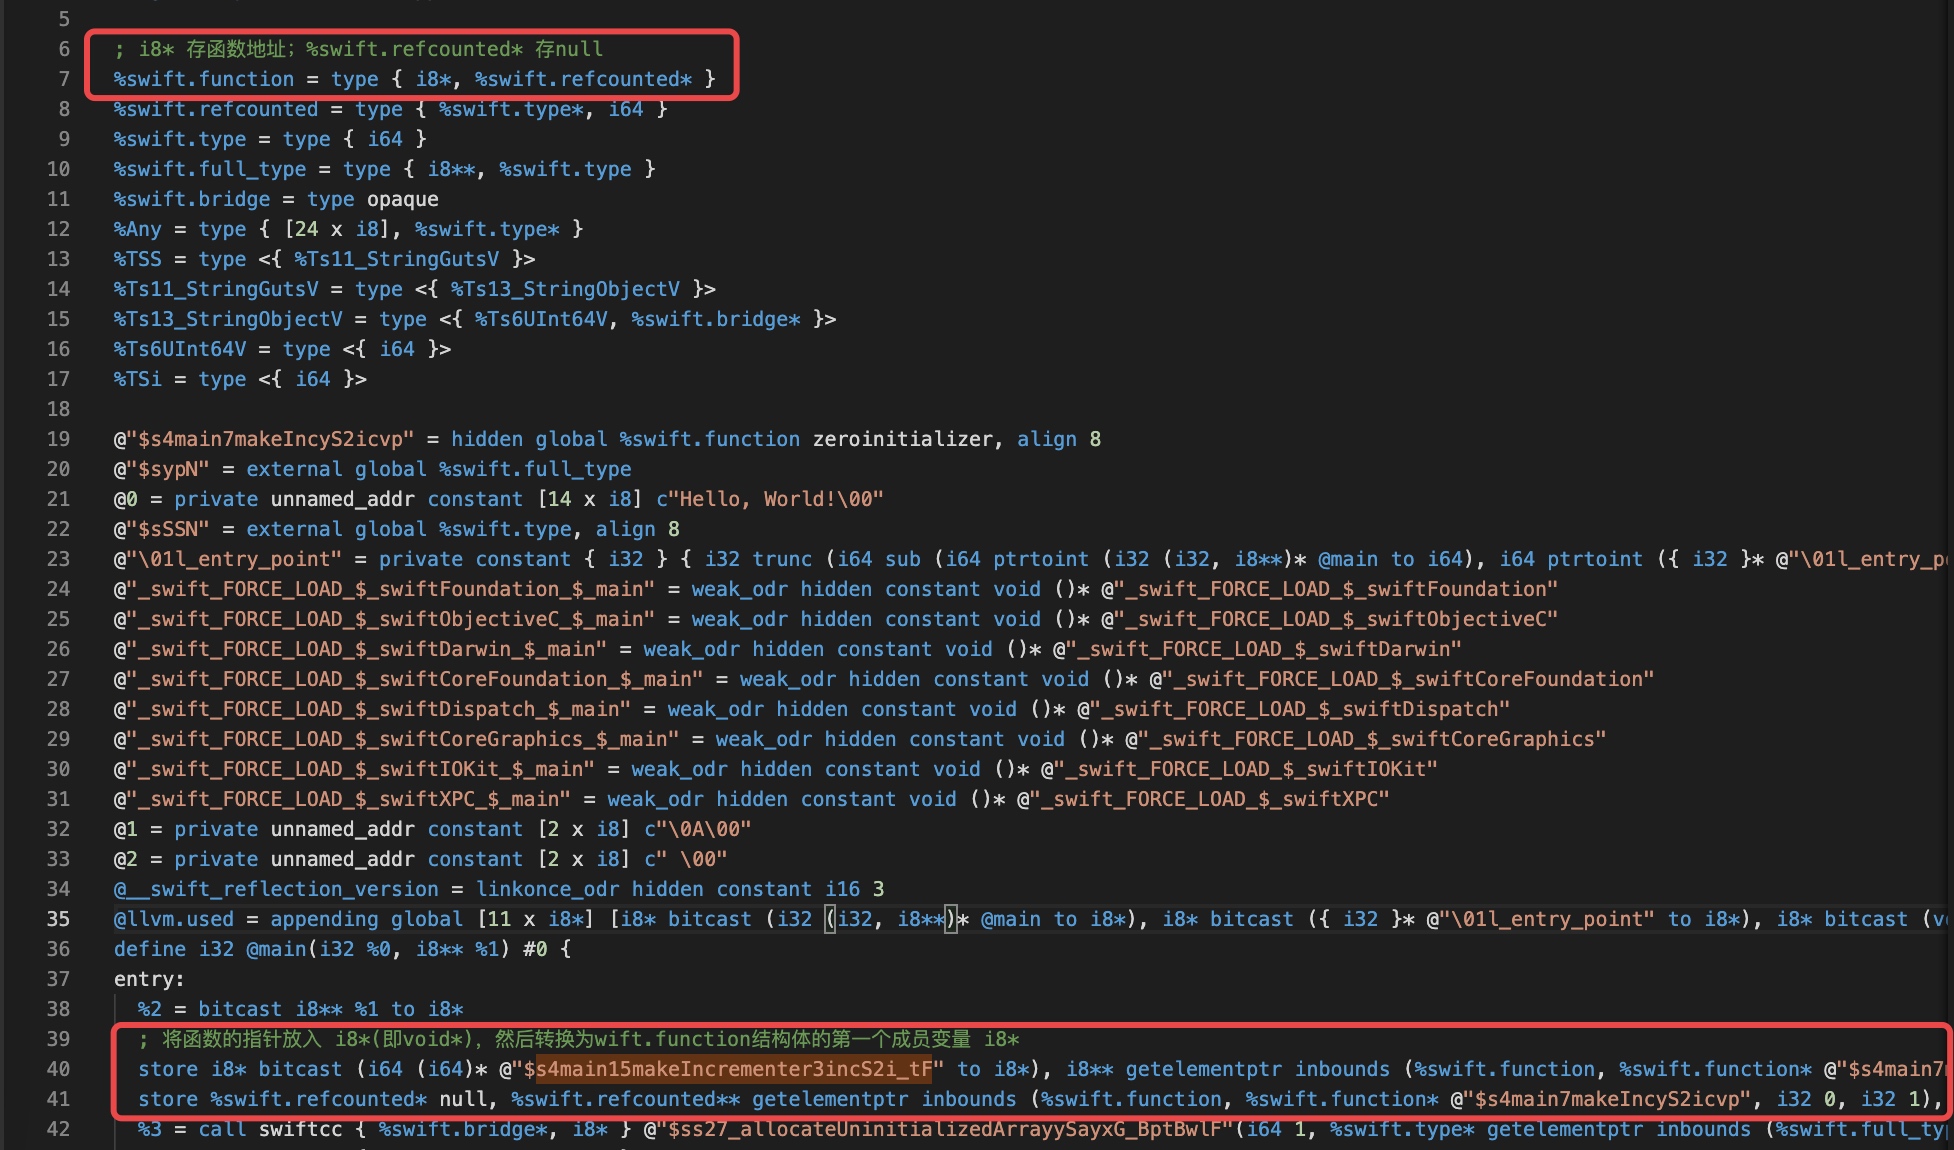 5
6 ; i8* 存函数地址；%swift.refcounted* 存null
7 %swift.function = type { i8*, %swift.refcounted* }
8 %swift.refcounted = type { %swift.type*, i64 }
9 %swift.type = type { i64 }
10 %swift.full_type = type { i8**, %swift.type }
11 %swift.bridge = type opaque
12 %Any = type { [24 x i8], %swift.type* }
13 %TSS = type <{ %Ts11_StringGutsV }>
14 %Ts11_StringGutsV = type <{ %Ts13_StringObjectV }>
15 %Ts13_StringObjectV = type <{ %Ts6UInt64V, %swift.bridge* }>
16 %Ts6UInt64V = type <{ i64 }>
17 %TSi = type <{ i64 }>
18
19 @"$s4main7makeIncyS2icvp" = hidden global %swift.function zeroinitializer, align 8
20 @"$sypN" = external global %swift.full_type
21 @0 = private unnamed_addr constant [14 x i8] c"Hello, World!\00"
22 @"$sSSN" = external global %swift.type, align 8
23 @"\01l_entry_point" = private constant { i32 } { i32 trunc (i64 sub (i64 ptrtoint (i32 (i32, i8**)* @main to i64), i64 ptrtoint ({ i32 }* @"\01l_entry_p
24 @"_swift_FORCE_LOAD_$_swiftFoundation_$_main" = weak_odr hidden constant void ()* @"_swift_FORCE_LOAD_$_swiftFoundation"
25 @"_swift_FORCE_LOAD_$_swiftObjectiveC_$_main" = weak_odr hidden constant void ()* @"_swift_FORCE_LOAD_$_swiftObjectiveC"
26 @"_swift_FORCE_LOAD_$_swiftDarwin_$_main" = weak_odr hidden constant void ()* @"_swift_FORCE_LOAD_$_swiftDarwin"
27 @"_swift_FORCE_LOAD_$_swiftCoreFoundation_$_main" = weak_odr hidden constant void ()* @"_swift_FORCE_LOAD_$_swiftCoreFoundation"
28 @"_swift_FORCE_LOAD_$_swiftDispatch_$_main" = weak_odr hidden constant void ()* @"_swift_FORCE_LOAD_$_swiftDispatch"
29 @"_swift_FORCE_LOAD_$_swiftCoreGraphics_$_main" = weak_odr hidden constant void ()* @"_swift_FORCE_LOAD_$_swiftCoreGraphics"
30 @"_swift_FORCE_LOAD_$_swiftIOKit_$_main" = weak_odr hidden constant void ()* @"_swift_FORCE_LOAD_$_swiftIOKit"
31 @"_swift_FORCE_LOAD_$_swiftXPC_$_main" = weak_odr hidden constant void ()* @"_swift_FORCE_LOAD_$_swiftXPC"
32 @1 = private unnamed_addr constant [2 x i8] c"\0A\00"
33 @2 = private unnamed_addr constant [2 x i8] c" \00"
34 @__swift_reflection_version = linkonce_odr hidden constant i16 3
35 @llvm.used = appending global [11 x i8*] [i8* bitcast (i32 (i32, i8**)* @main to i8*), i8* bitcast ({ i32 }* @"\01l_entry_point" to i8*), i8* bitcast (v
36 define i32 @main(i32 %0, i8** %1) #0 {
37 entry:
38 %2 = bitcast i8** %1 to i8*
39 ; 将函数的指针放入 i8*(即void*)，然后转换为wift.function结构体的第一个成员变量 i8*
40 store i8* bitcast (i64 (i64)* @"$s4main15makeIncrementer3incS2i_tF" to i8*), i8** getelementptr inbounds (%swift.function, %swift.function* @"$s4main7
41 store %swift.refcounted* null, %swift.refcounted** getelementptr inbounds (%swift.function, %swift.function* @"$s4main7makeIncyS2icvp", i32 0, i32 1),
42 %3 = call swiftcc { %swift.bridge*, i8* } @"$ss27_allocateUninitializedArrayySayxG_BptBwlF"(i64 1, %swift.type* getelementptr inbounds (%swift.full_ty